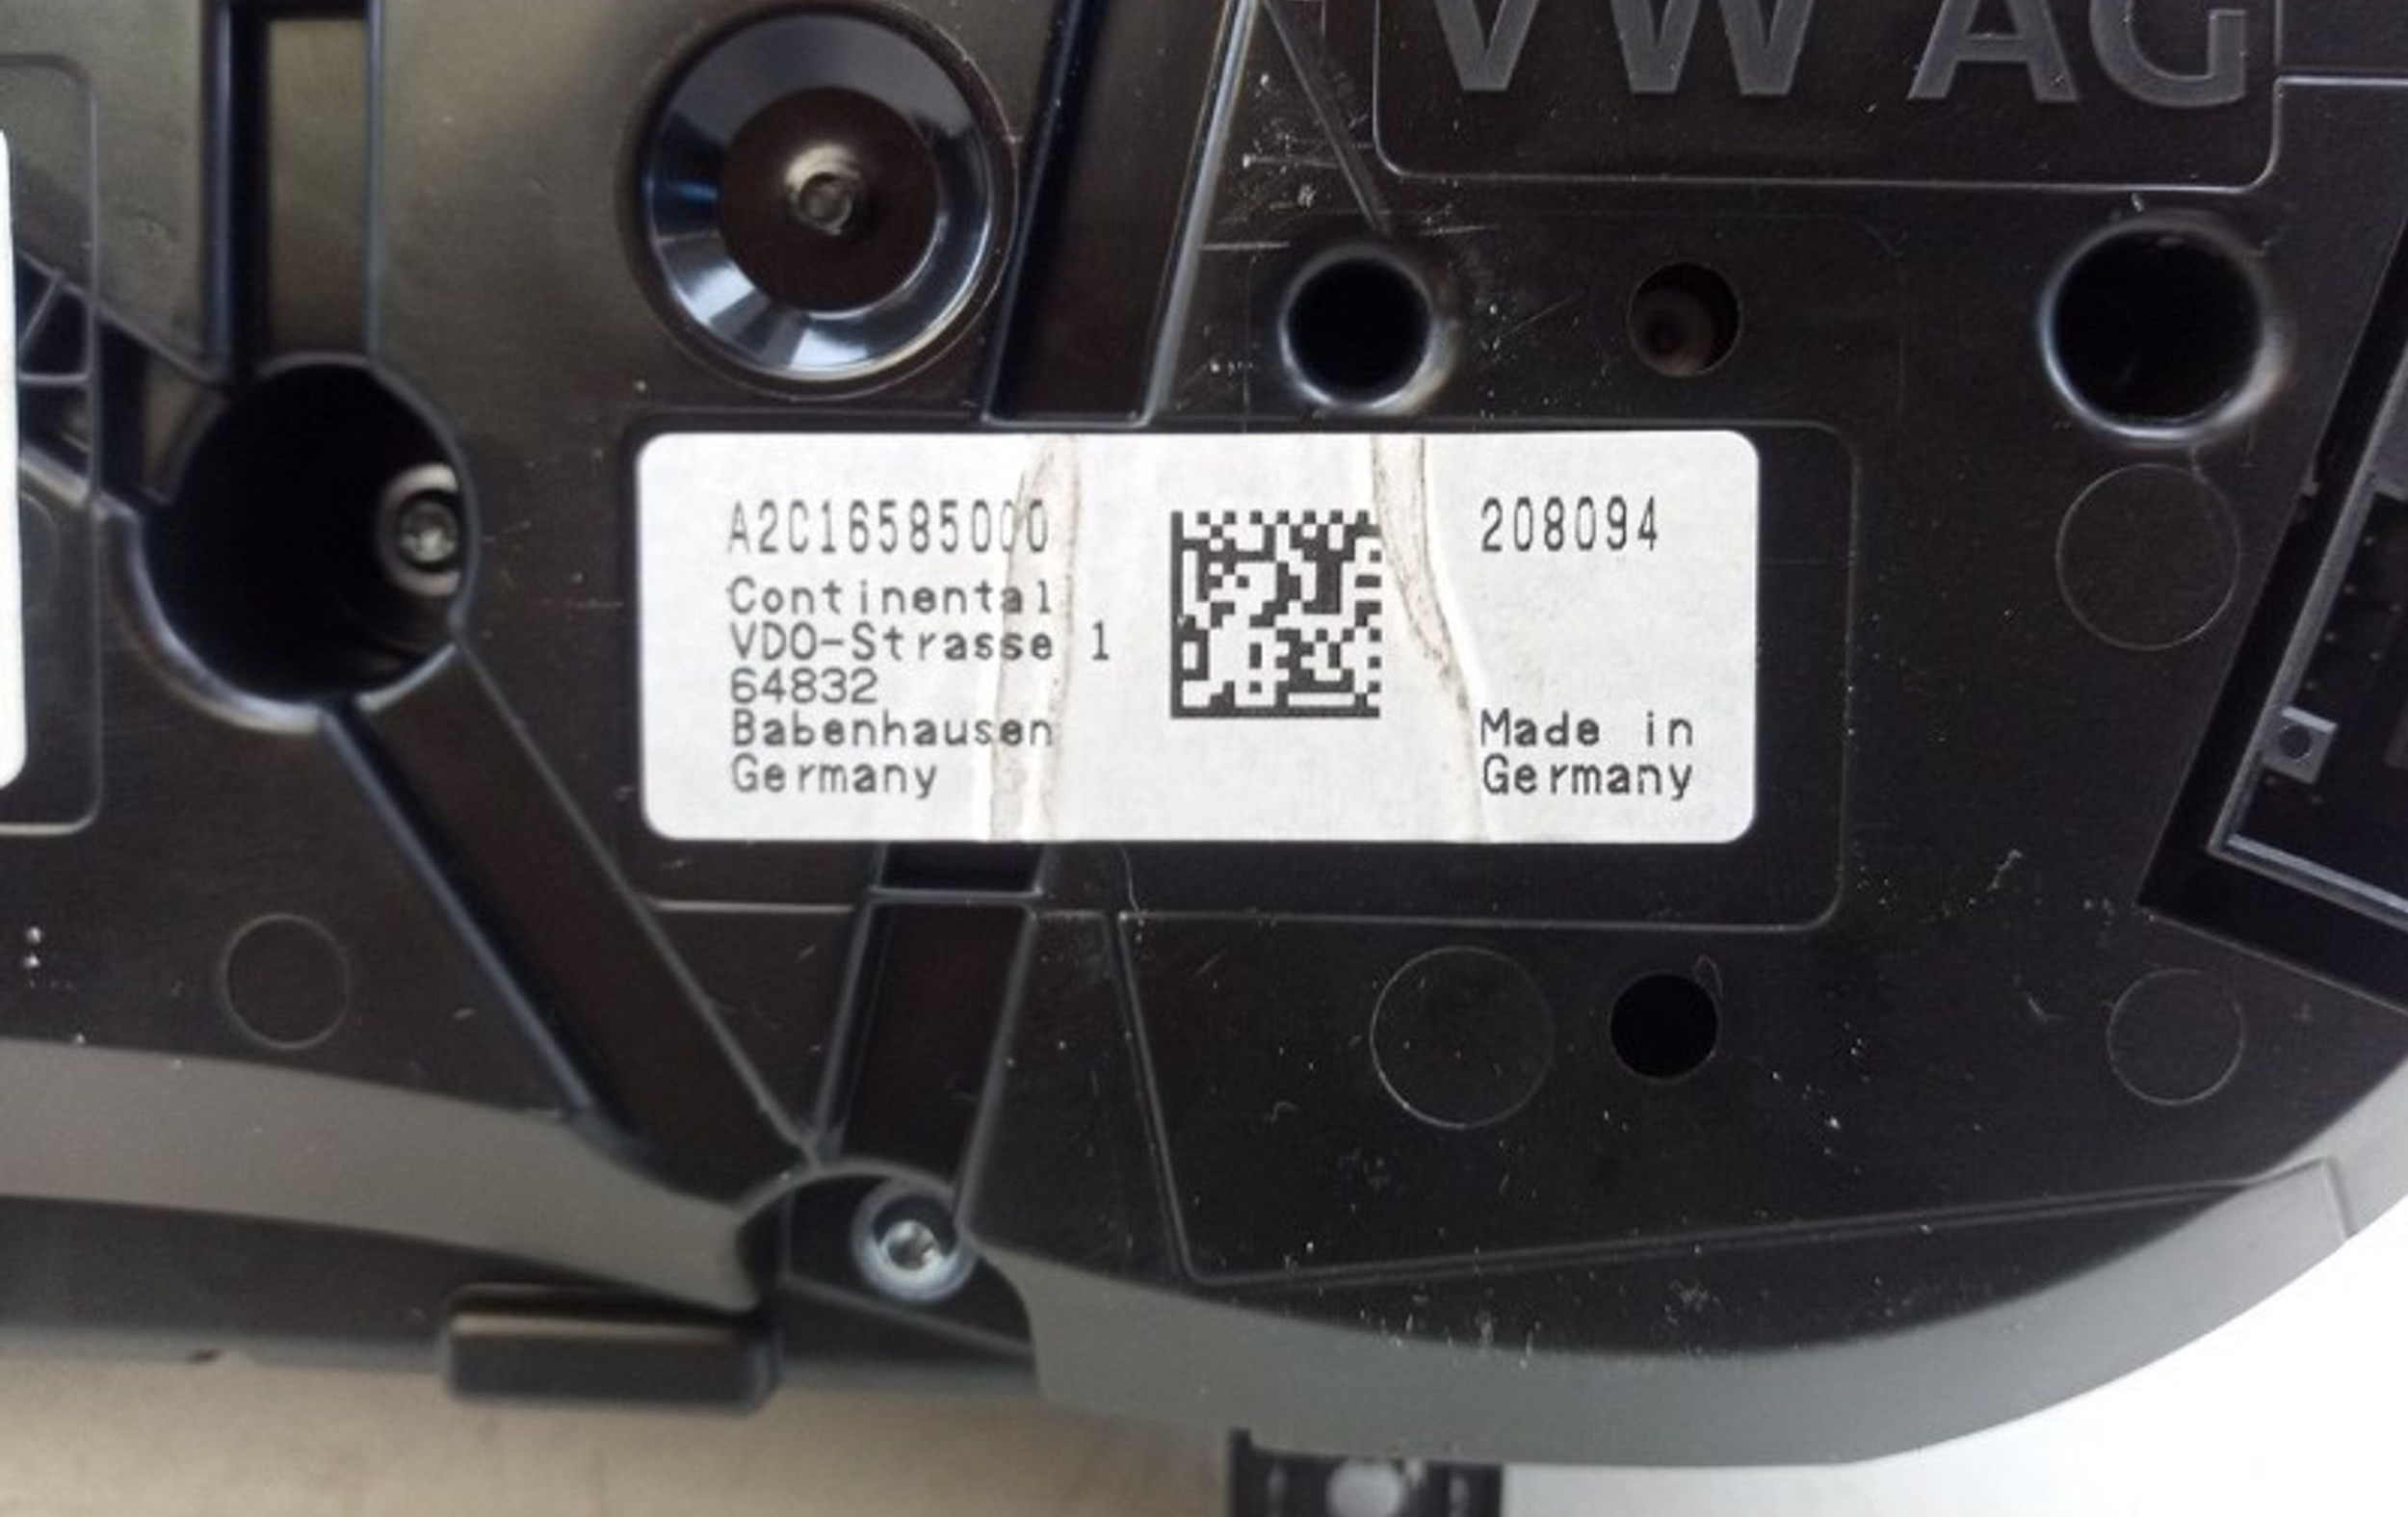 VW AG
A2C16585000
208094
Continental
VDO-Strasse 1
64832
Babenhausen
Germany
Made in
Germany